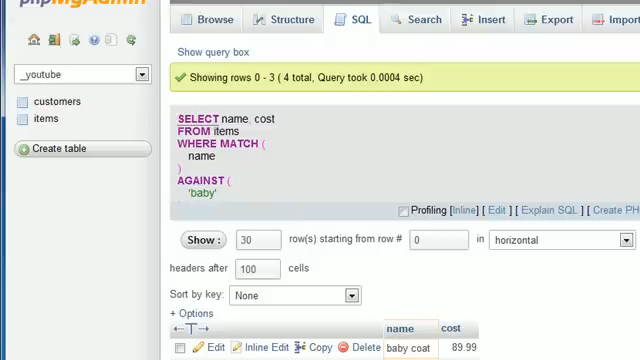 phpMyAdmin
Browse Structure SQL Search Insert Export Import
Show query box
_youtube
Showing rows 0 - 3 ( 4 total, Query took 0.0004 sec)
customers
items
Create table
SELECT name, cost
FROM items
WHERE MATCH (
name
)
AGAINST (
'baby'
Profiling [Inline] [ Edit ] [ Explain SQL ] [ Create PH
Show : 30 row(s) starting from row # 0 in horizontal
headers after 100 cells
Sort by key: None
+ Options
←T→ name cost
Edit Inline Edit Copy Delete baby coat 89.99